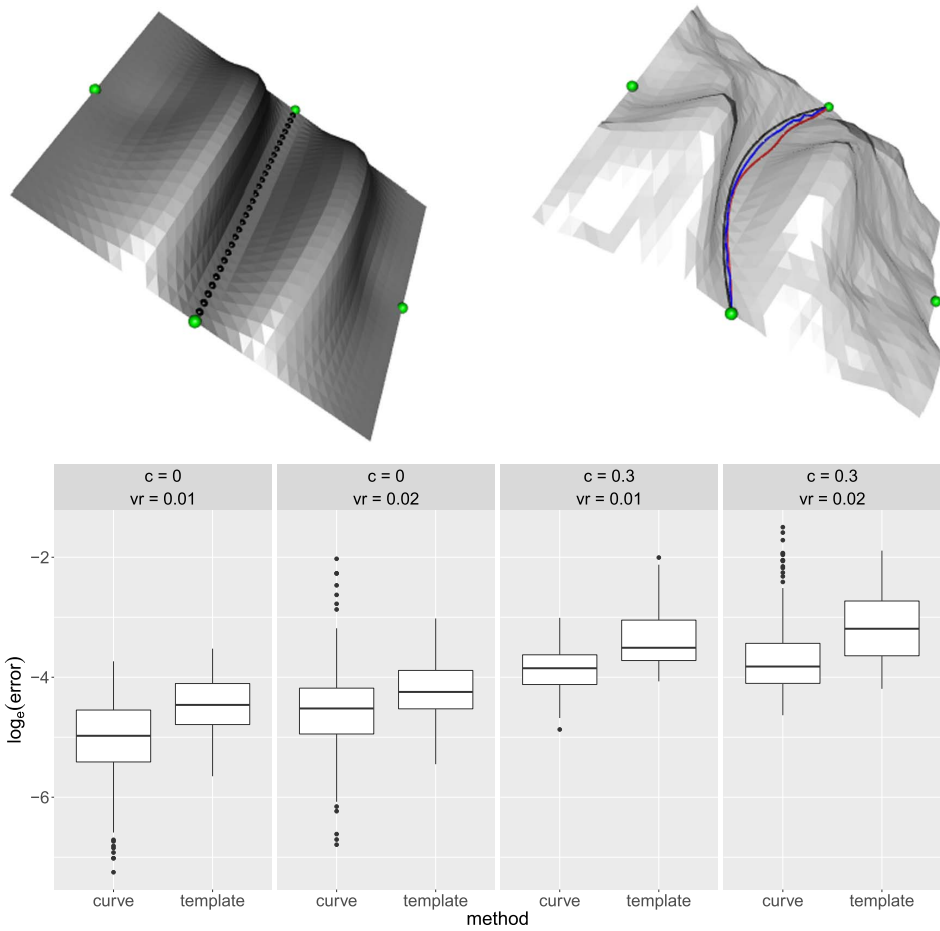 c = 0
vr = 0.01
c = 0
vr = 0.02
c = 0.3
vr = 0.01
c = 0.3
vr = 0.02
−2
−4
−6
logₑ(error)
curve template curve template curve template curve template
method